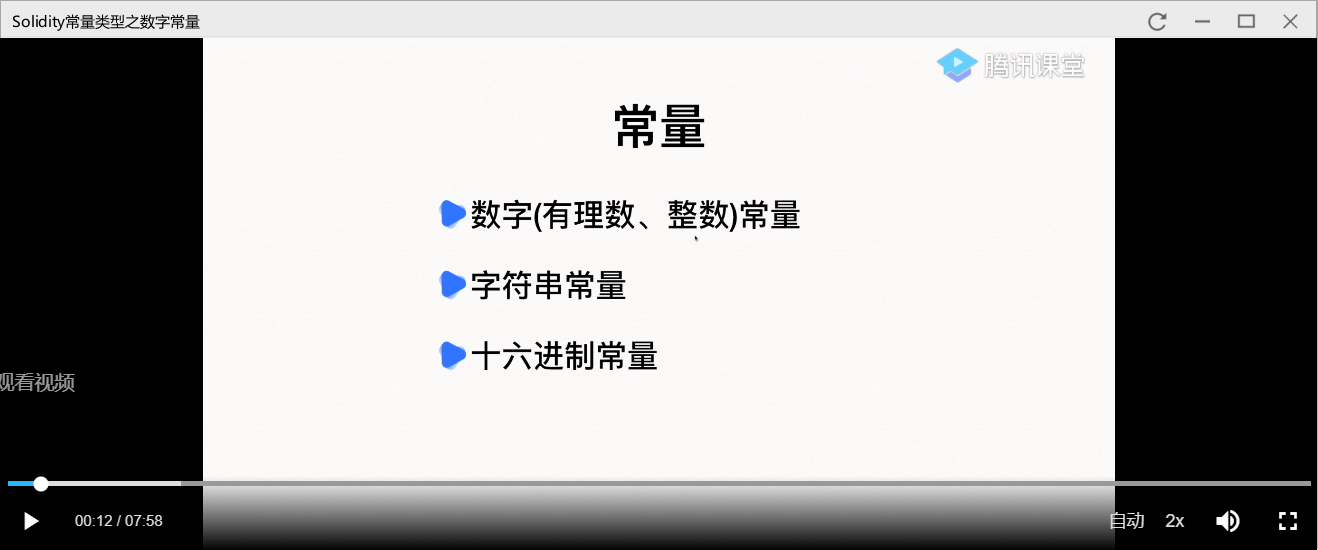 Solidity常量类型之数字常量
腾讯课堂
常量
数字(有理数、整数)常量
字符串常量
十六进制常量
观看视频
00:12 / 07:58
自动
2x